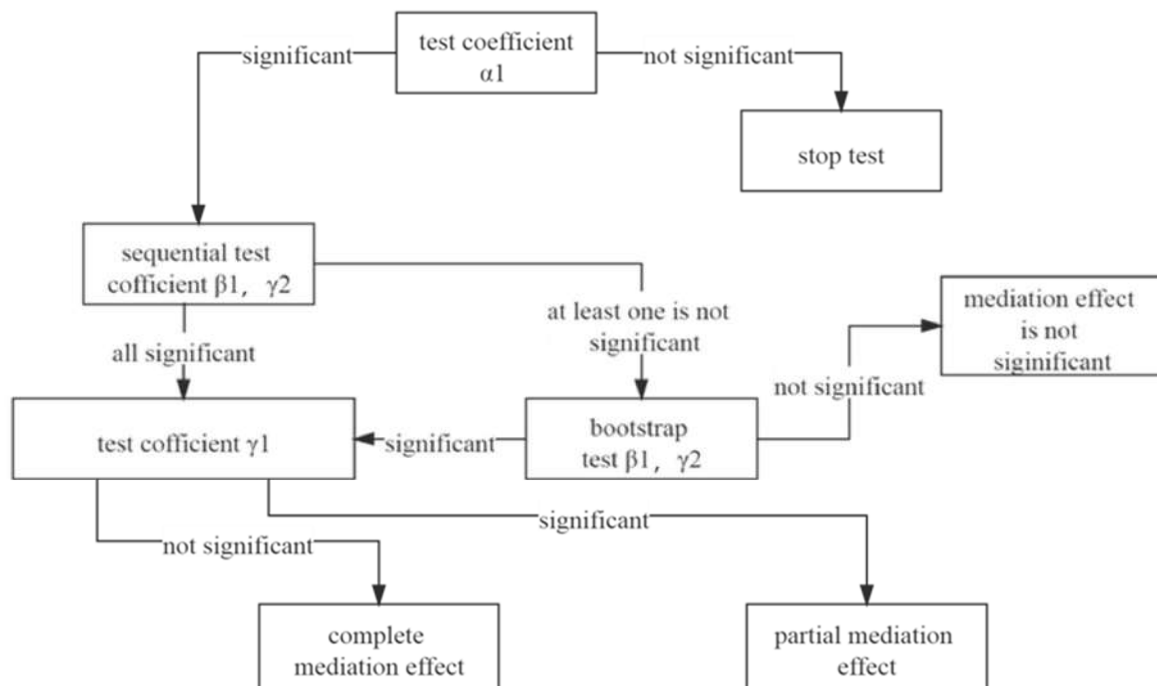 test coefficient
α1
significant
not significant
stop test
sequential test
cofficient β1, γ2
at least one is not
significant
all significant
mediation effect
is not
siginificant
not significant
test cofficient γ1
significant
bootstrap
test β1, γ2
significant
not significant
complete
mediation effect
partial mediation
effect